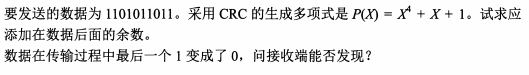 要发送的数据为 1101011011。采用 CRC 的生成多项式是 P(X) = X⁴ + X + 1。试求应
添加在数据后面的余数。
数据在传输过程中最后一个 1 变成了 0，问接收端能否发现？